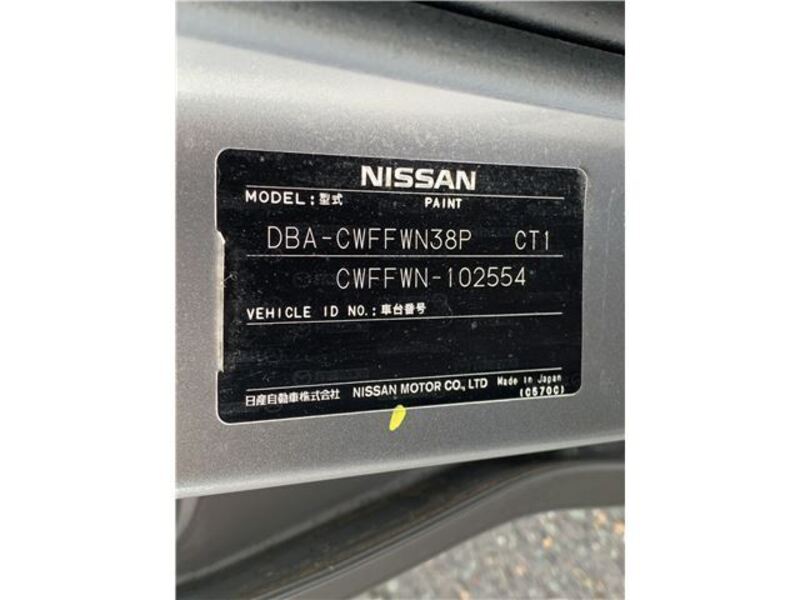 NISSAN
MODEL:型式 PAINT
DBA-CWFFWN38P CT1
CWFFWN-102554
VEHICLE ID NO.:車台番号
日産自動車株式会社 NISSAN MOTOR CO., LTD Made in Japan
(C570C)